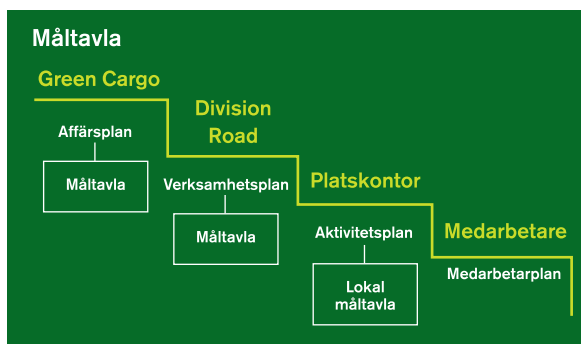 Måltavla
Green Cargo
Affärsplan
Måltavla
Division
Road
Verksamhetsplan
Måltavla
Platskontor
Aktivitetsplan
Lokal
måltavla
Medarbetare
Medarbetarplan